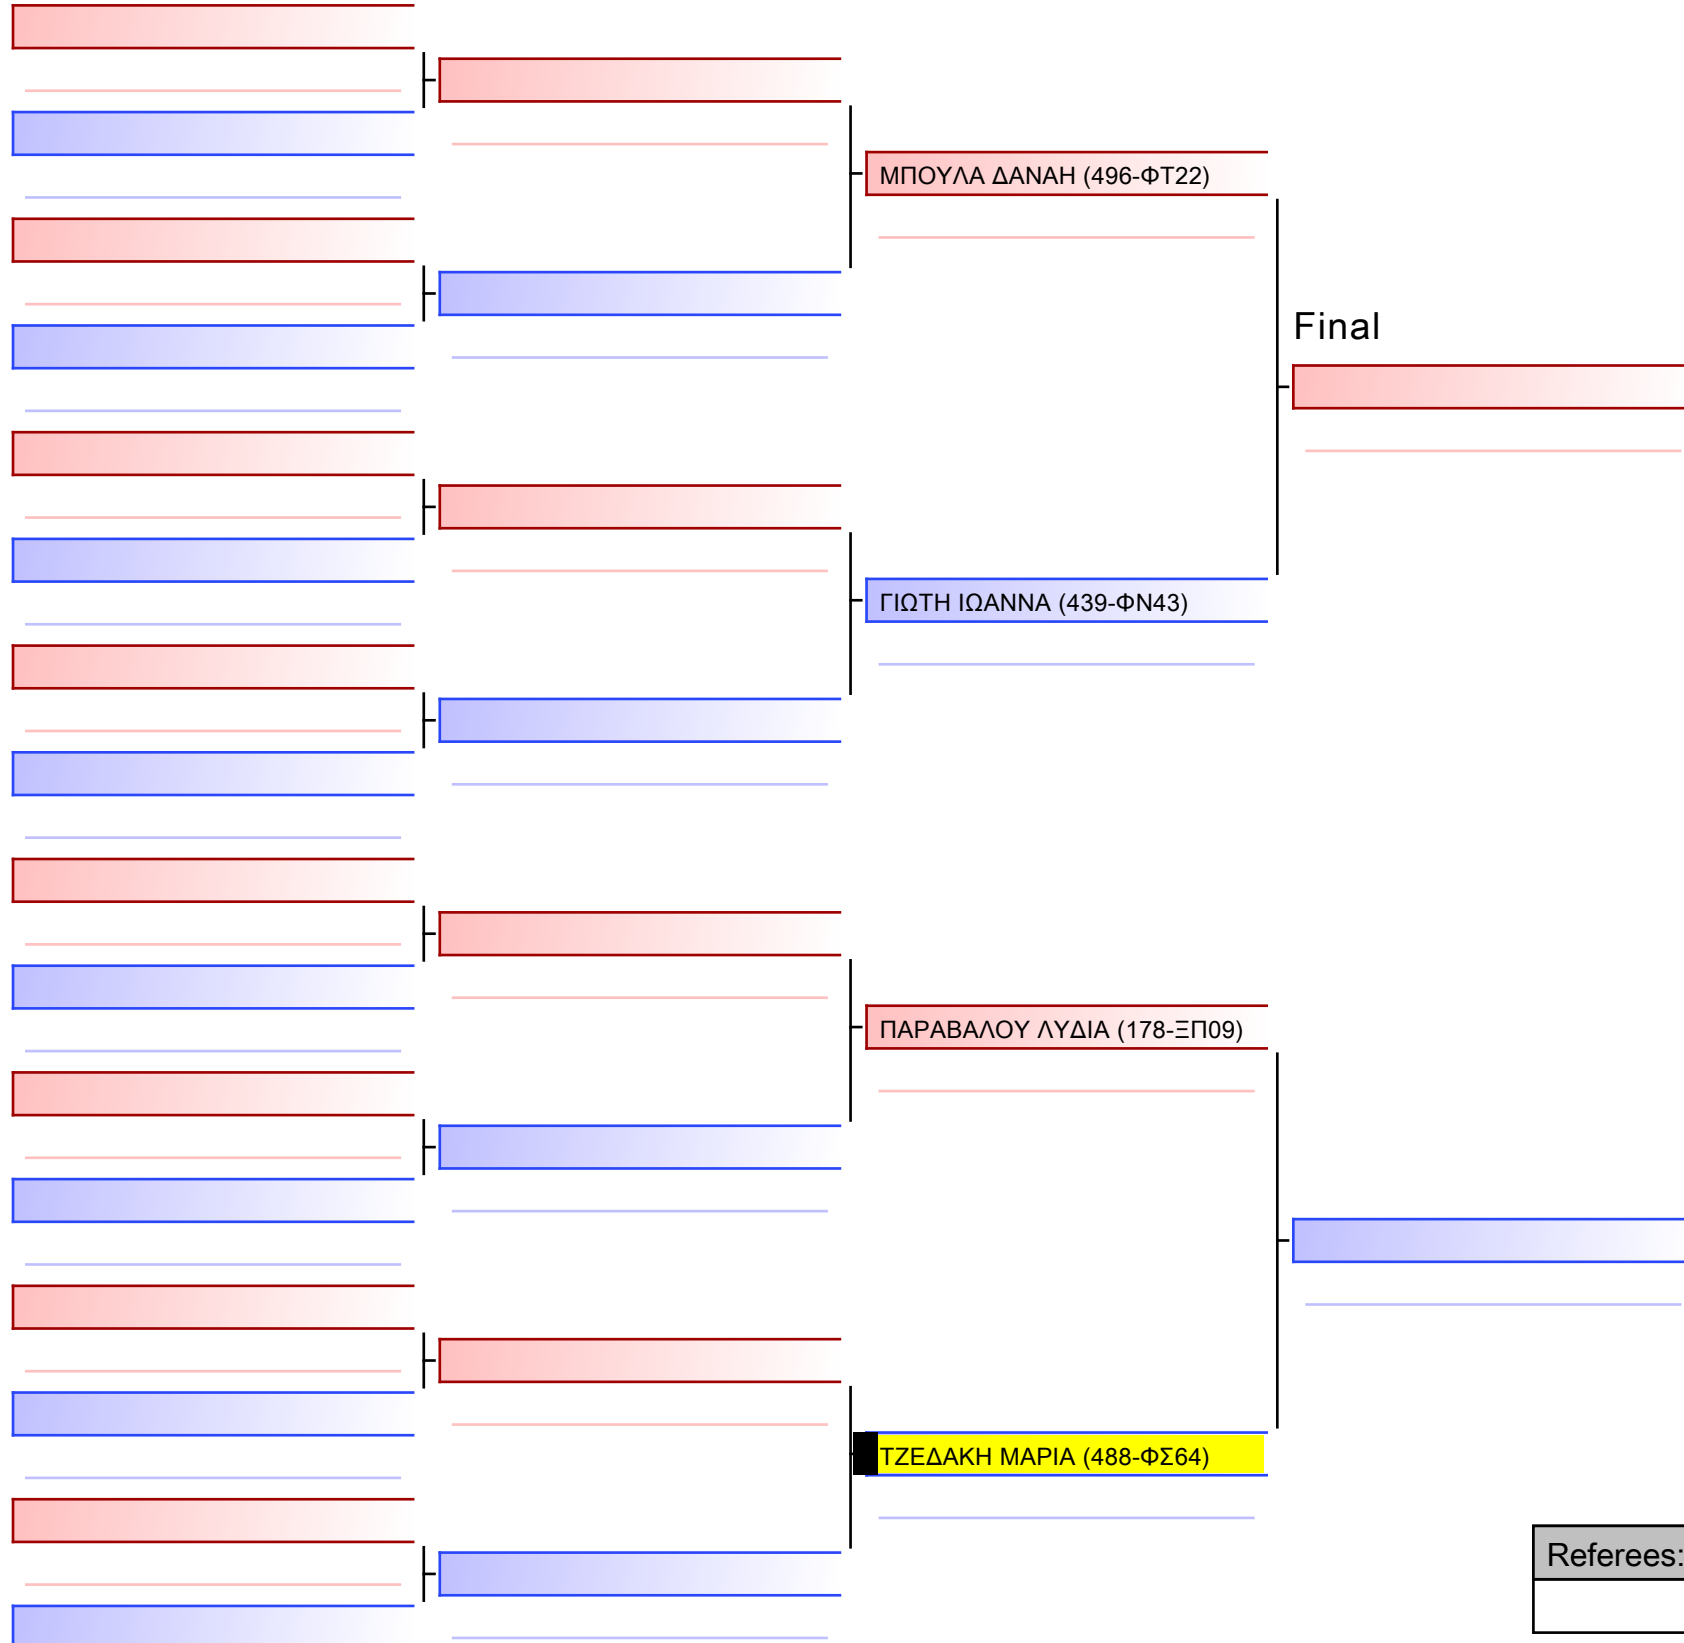 ΜΠΟΥΛΑ ΔΑΝΑΗ (496-ΦΤ22)
Final
ΓΙΩΤΗ ΙΩΑΝΝΑ (439-ΦΝ43)
ΠΑΡΑΒΑΛΟΥ ΛΥΔΙΑ (178-ΞΠ09)
ΤΖΕΔΑΚΗ ΜΑΡΙΑ (488-ΦΣ64)
Referees: